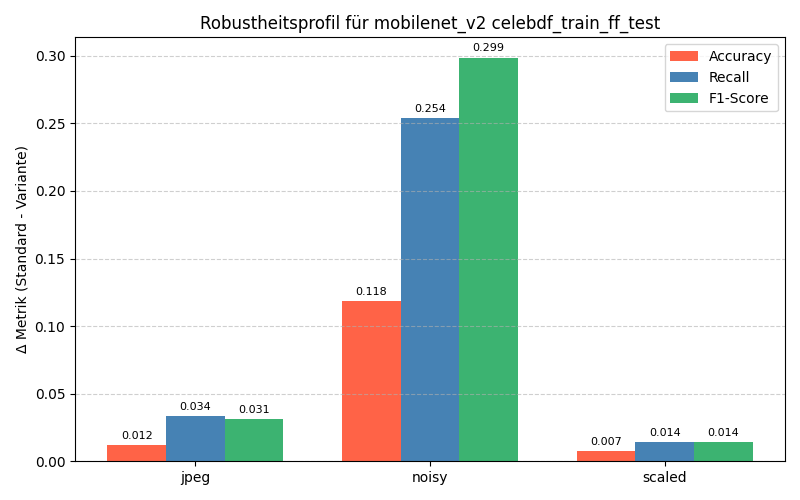 Robustheitsprofil für mobilenet_v2 celebdf_train_ff_test
Δ Metrik (Standard - Variante)
0.30
0.25
0.20
0.15
0.10
0.05
0.00
Accuracy
Recall
F1-Score
0.012
0.034
0.031
0.118
0.254
0.299
0.007
0.014
0.014
jpeg
noisy
scaled